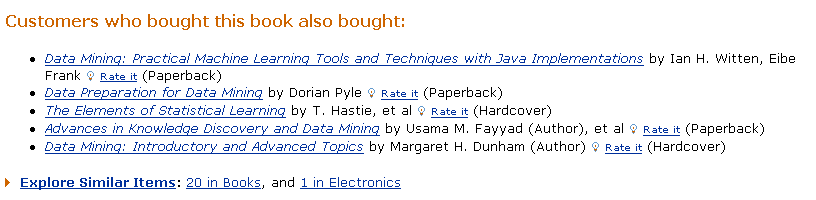 Customers who bought this book also bought:
Data Mining: Practical Machine Learning Tools and Techniques with Java Implementations by Ian H. Witten, Eibe
Frank Rate it (Paperback)
Data Preparation for Data Mining by Dorian Pyle Rate it (Paperback)
The Elements of Statistical Learning by T. Hastie, et al Rate it (Hardcover)
Advances in Knowledge Discovery and Data Mining by Usama M. Fayyad (Author), et al Rate it (Paperback)
Data Mining: Introductory and Advanced Topics by Margaret H. Dunham (Author) Rate it (Hardcover)
Explore Similar Items: 20 in Books, and 1 in Electronics